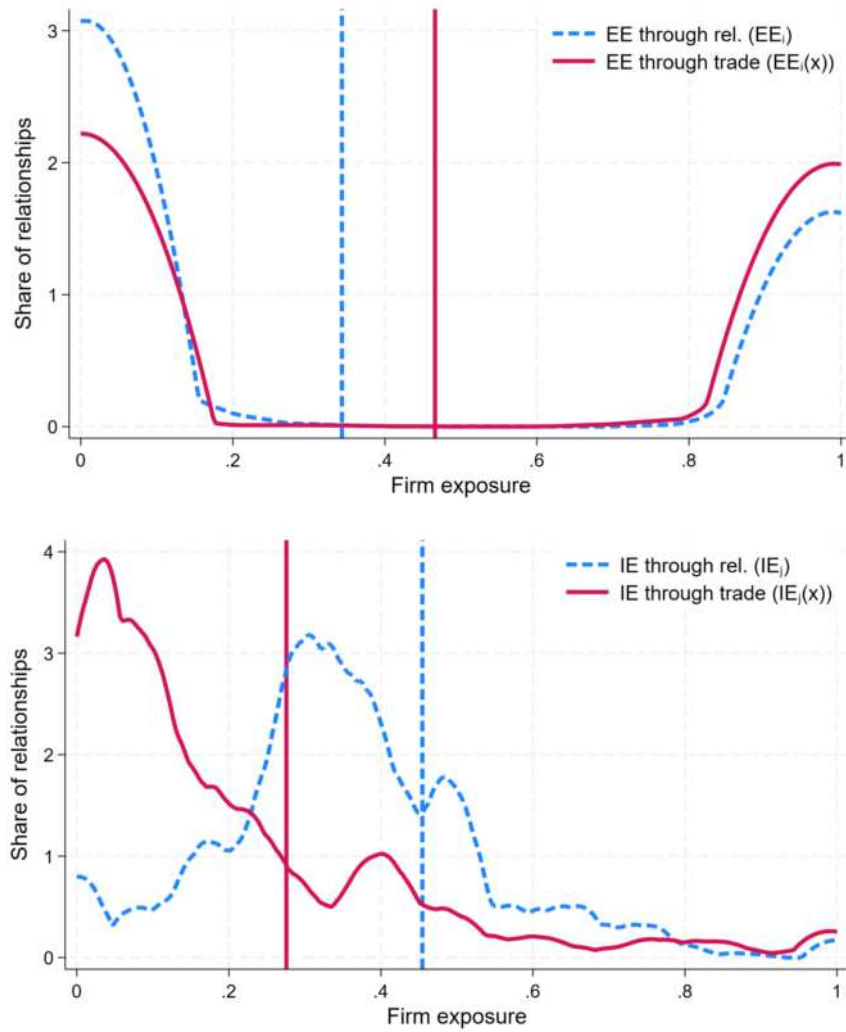 EE through rel. (EEᵢ)
EE through trade (EEᵢ(x))
Share of relationships
3
2
1
0
0
.2
.4
.6
.8
1
Firm exposure
IE through rel. (IEⱼ)
IE through trade (IEⱼ(x))
Share of relationships
4
3
2
1
0
0
.2
.4
.6
.8
1
Firm exposure